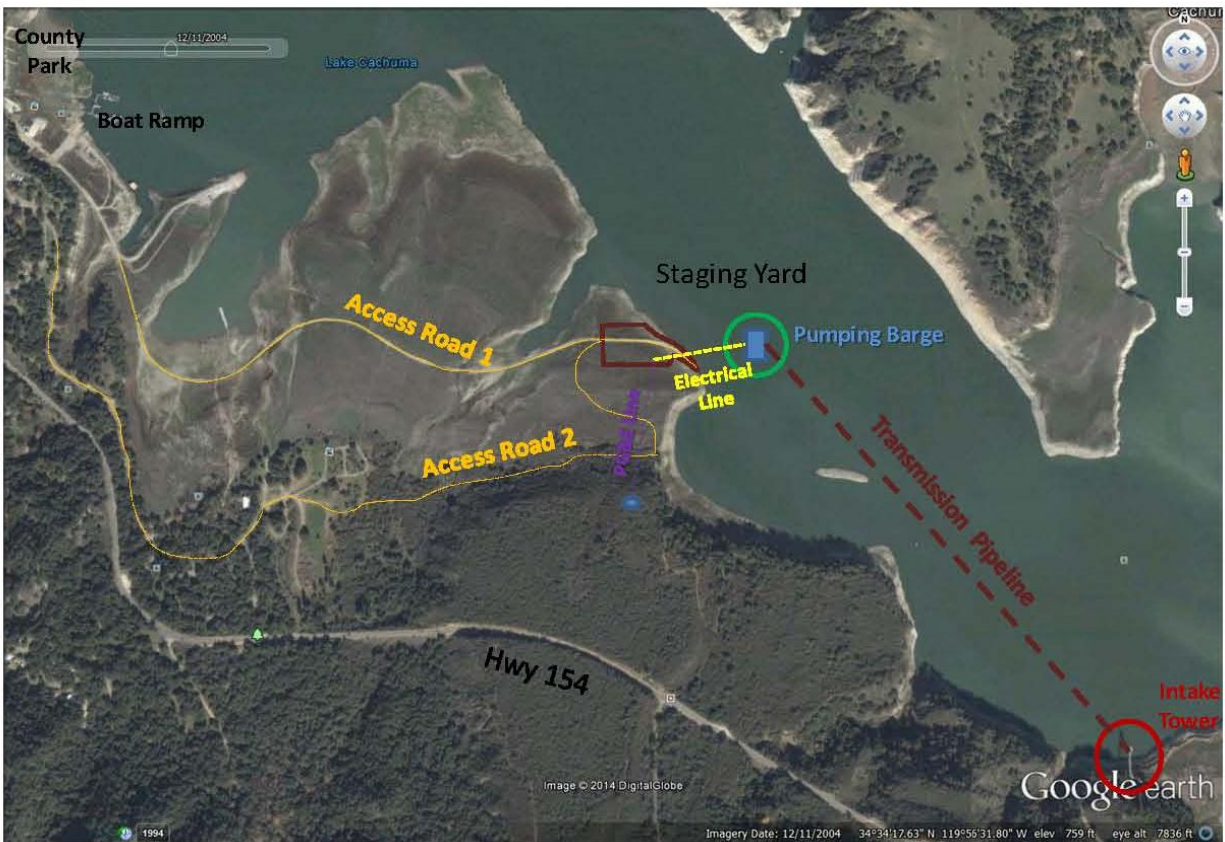 Cachum
N
County
Park
12/11/2004
Lake Cachuma
Boat Ramp
Staging Yard
Access Road 1
Pumping Barge
Electrical
Line
Access Road 2
Transmission Pipeline
Hwy 154
Intake
Tower
Image © 2014 DigitalGlobe
Google earth
1994
Imagery Date: 12/11/2004 34°34'17.63" N 119°55'31.80" W elev 759 ft eye alt 7836 ft